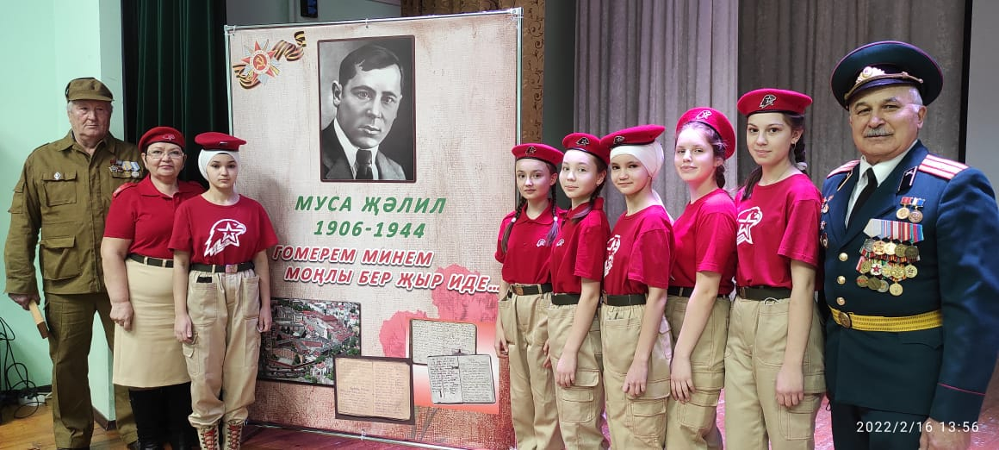 МУСА ҖӘЛИЛ
1906-1944
ГОМЕРЕМ МИНЕМ
МОҢЛЫ БЕР ҖЫР ИДЕ...
2022/2/16 13:56